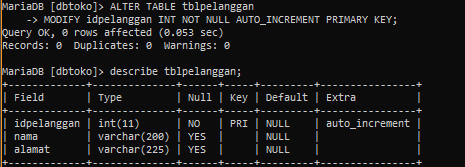 MariaDB [dbtoko]> ALTER TABLE tblpelanggan
    -> MODIFY idpelanggan INT NOT NULL AUTO_INCREMENT PRIMARY KEY;
Query OK, 0 rows affected (0.053 sec)
Records: 0  Duplicates: 0  Warnings: 0

MariaDB [dbtoko]> describe tblpelanggan;
+-------------+--------------+------+-----+---------+----------------+
| Field       | Type         | Null | Key | Default | Extra          |
+-------------+--------------+------+-----+---------+----------------+
| idpelanggan | int(11)      | NO   | PRI | NULL    | auto_increment |
| nama        | varchar(200) | YES  |     | NULL    |                |
| alamat      | varchar(225) | YES  |     | NULL    |                |
+-------------+--------------+------+-----+---------+----------------+